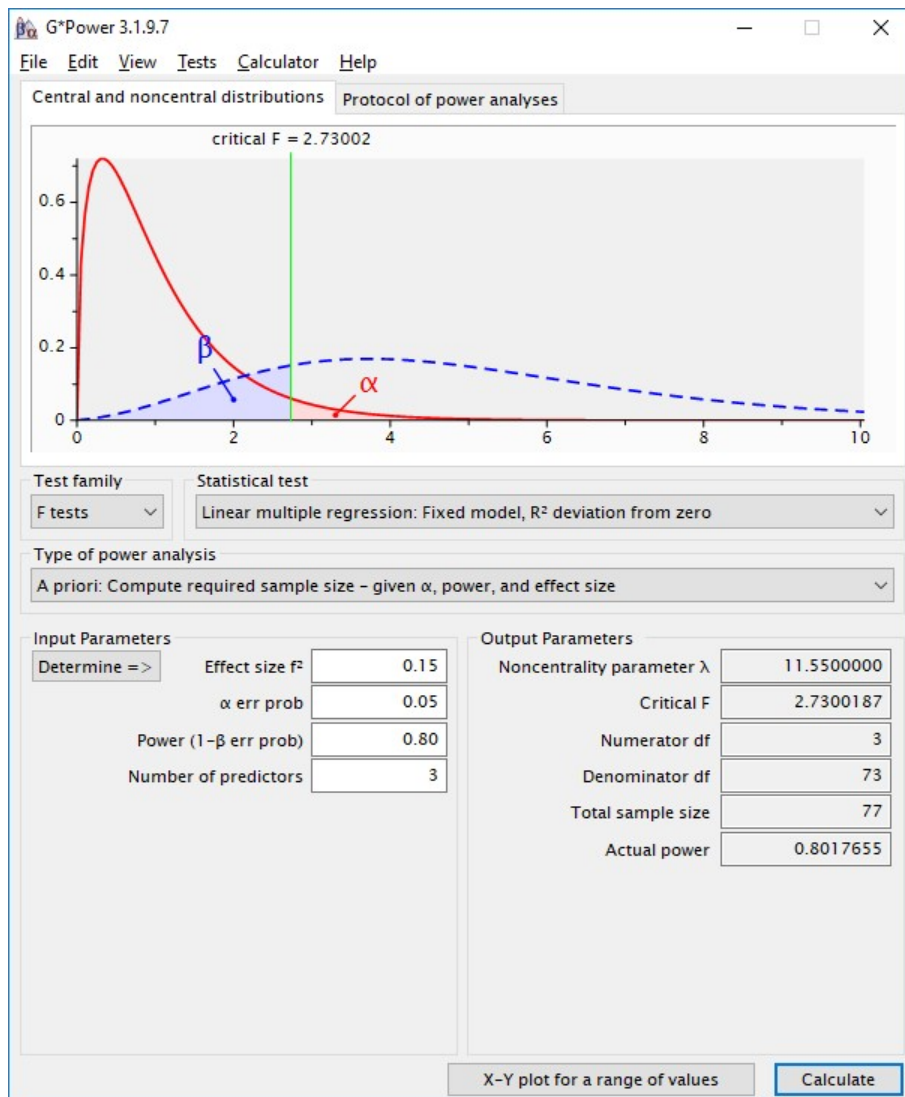 G*Power 3.1.9.7
File Edit View Tests Calculator Help
Central and noncentral distributions Protocol of power analyses
critical F = 2.73002
0.6
0.4
0.2
0
β
α
0 2 4 6 8 10
Test family Statistical test
F tests Linear multiple regression: Fixed model, R² deviation from zero
Type of power analysis
A priori: Compute required sample size – given α, power, and effect size
Input Parameters
Determine => Effect size f² 0.15
α err prob 0.05
Power (1-β err prob) 0.80
Number of predictors 3
Output Parameters
Noncentrality parameter λ 11.5500000
Critical F 2.7300187
Numerator df 3
Denominator df 73
Total sample size 77
Actual power 0.8017655
X-Y plot for a range of values Calculate